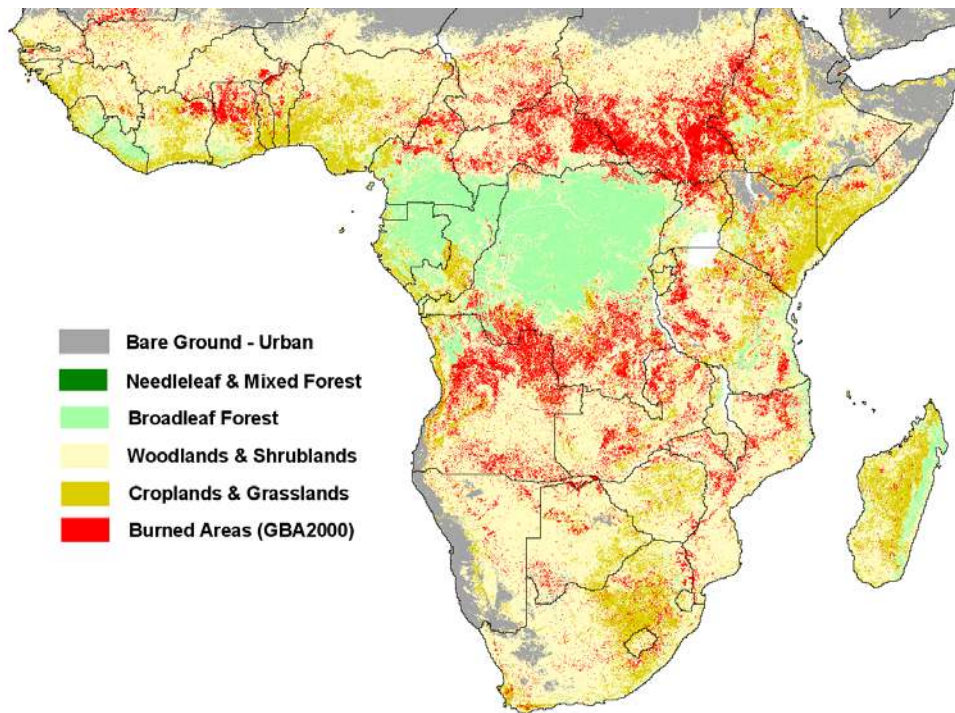 Bare Ground - Urban
Needleleaf & Mixed Forest
Broadleaf Forest
Woodlands & Shrublands
Croplands & Grasslands
Burned Areas (GBA2000)